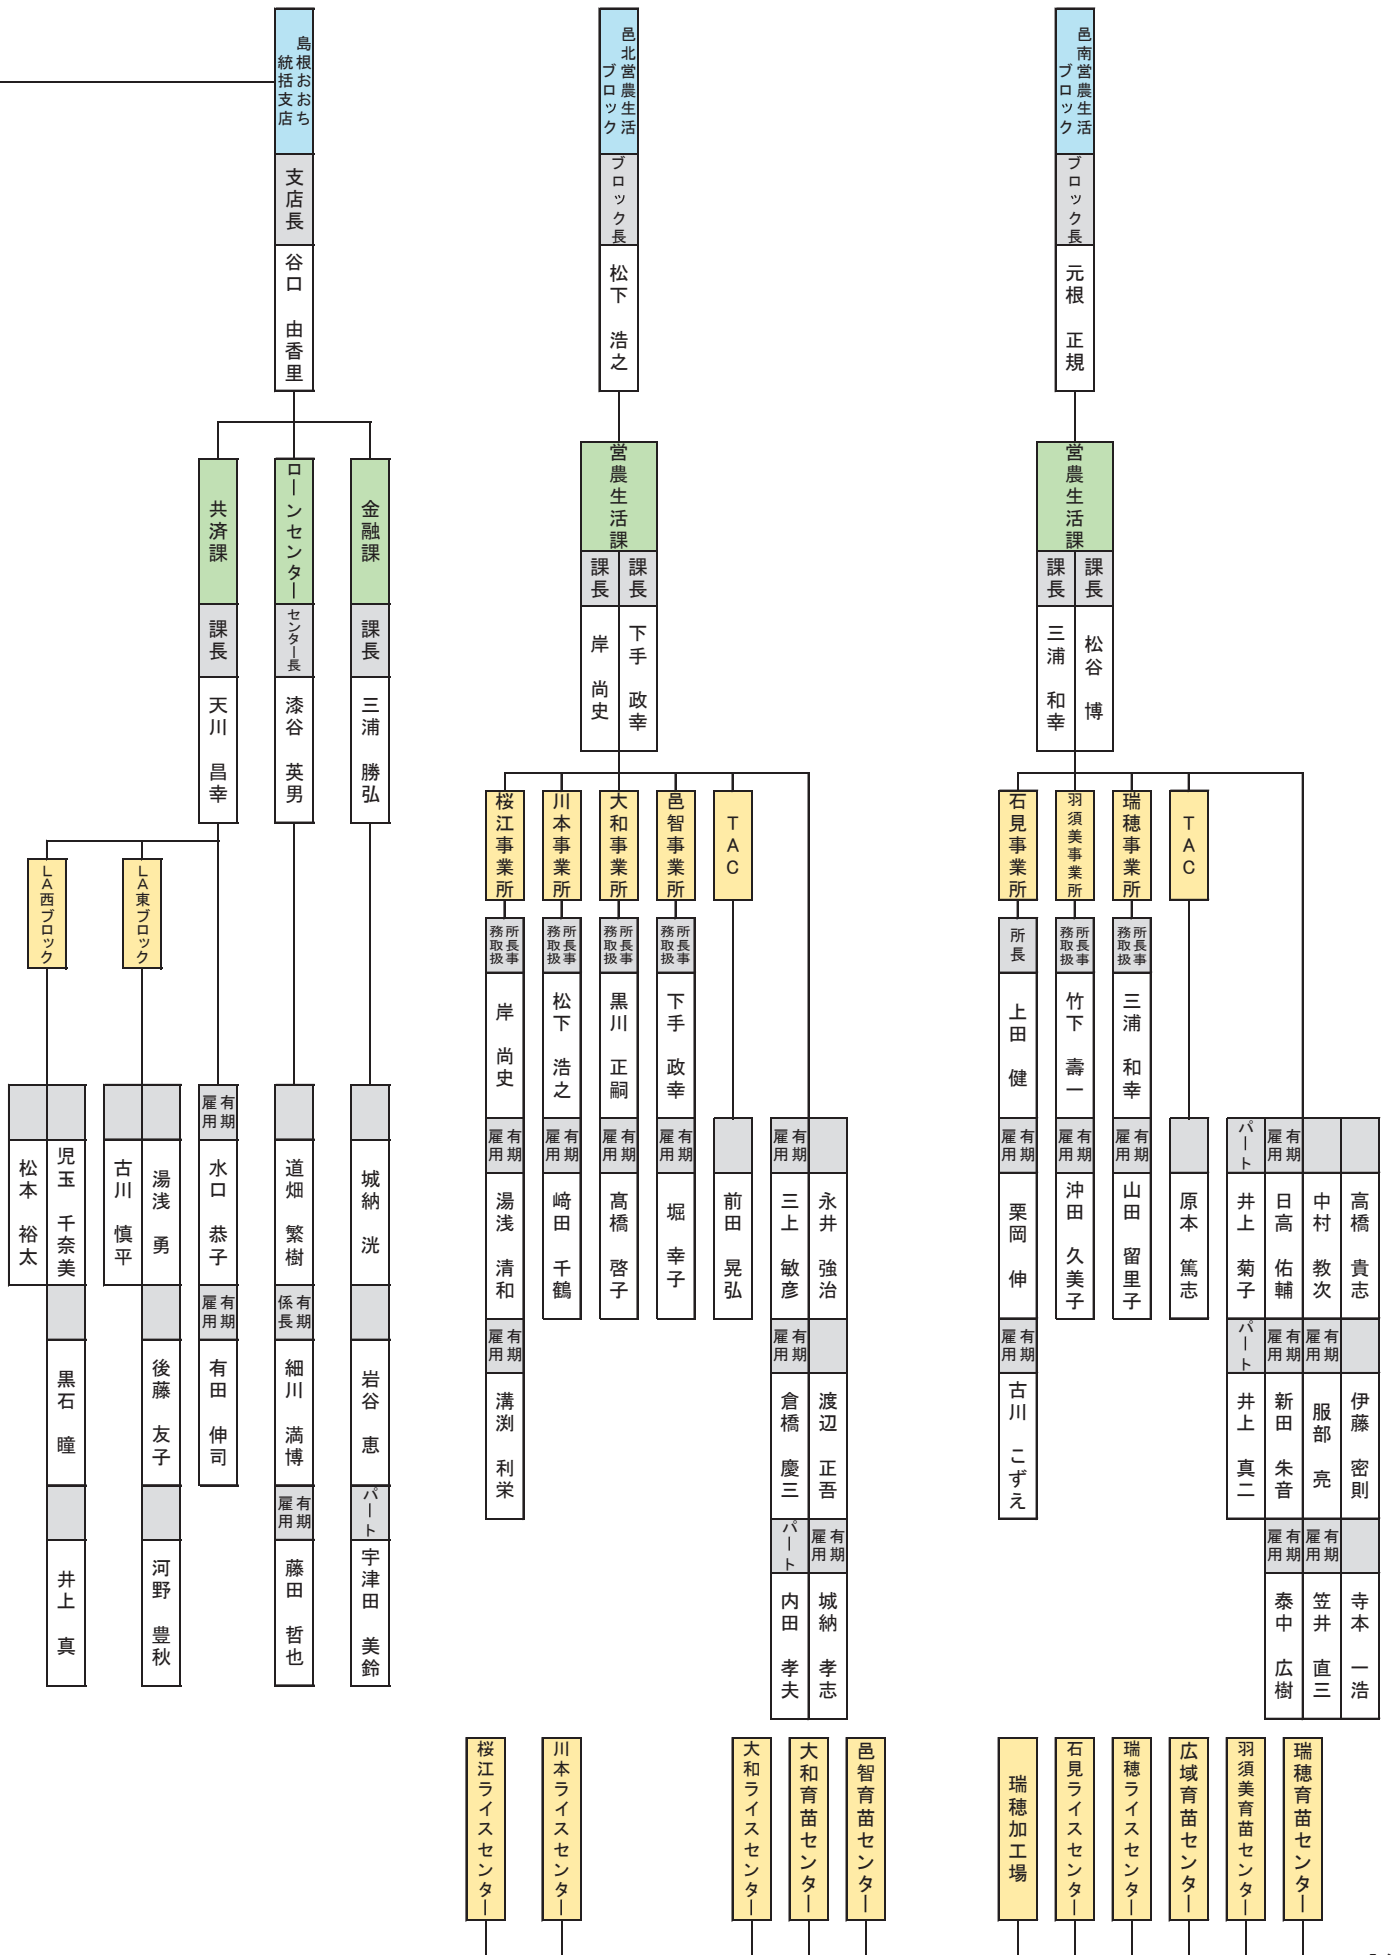 島根おおち
統括支店
支店長
谷口　由香里
共済課
課長
天川　昌幸
ローンセンター
センター長
漆谷　英男
金融課
課長
三浦　勝弘
LA西ブロック
LA東ブロック
松本　裕太
児玉　千奈美
黒石　瞳
井上　真
古川　慎平
湯浅　勇
後藤　友子
河野　豊秋
有期
雇用
水口　恭子
有期
雇用
有田　伸司
道畑　繁樹
有期
係長
細川　満博
有期
雇用
藤田　哲也
城納　洸
岩谷　恵
パート
宇津田　美鈴
邑北営農生活
ブロック
ブロック長
松下　浩之
営農生活課
課長
岸　尚史
課長
下手　政幸
桜江事業所
所長事
務取扱
岸　尚史
有期
雇用
湯浅　清和
有期
雇用
溝渕　利栄
川本事業所
所長事
務取扱
松下　浩之
有期
雇用
﨑田　千鶴
大和事業所
所長事
務取扱
黒川　正嗣
有期
雇用
髙橋　啓子
邑智事業所
所長事
務取扱
下手　政幸
有期
雇用
堀　幸子
TAC
前田　晃弘
有期
雇用
三上　敏彦
有期
雇用
倉橋　慶三
パート
内田　孝夫
永井　強治
渡辺　正吾
有期
雇用
城納　孝志
桜江ライスセンター
川本ライスセンター
大和ライスセンター
大和育苗センター
邑智育苗センター
邑南営農生活
ブロック
ブロック長
元根　正規
営農生活課
課長
三浦　和幸
課長
松谷　博
石見事業所
所長
上田　健
有期
雇用
栗岡　伸
有期
雇用
古川　こずえ
羽須美事業所
所長事
務取扱
竹下　壽一
有期
雇用
沖田　久美子
瑞穂事業所
所長事
務取扱
三浦　和幸
有期
雇用
山田　留里子
TAC
原本　篤志
パート
井上　菊子
パート
井上　真二
有期
雇用
日高　佑輔
有期
雇用
新田　朱音
有期
雇用
泰中　広樹
中村　教次
有期
雇用
服部　亮
有期
雇用
笠井　直三
高橋　貴志
伊藤　密則
寺本　一浩
瑞穂加工場
石見ライスセンター
瑞穂ライスセンター
広域育苗センター
羽須美育苗センター
瑞穂育苗センター